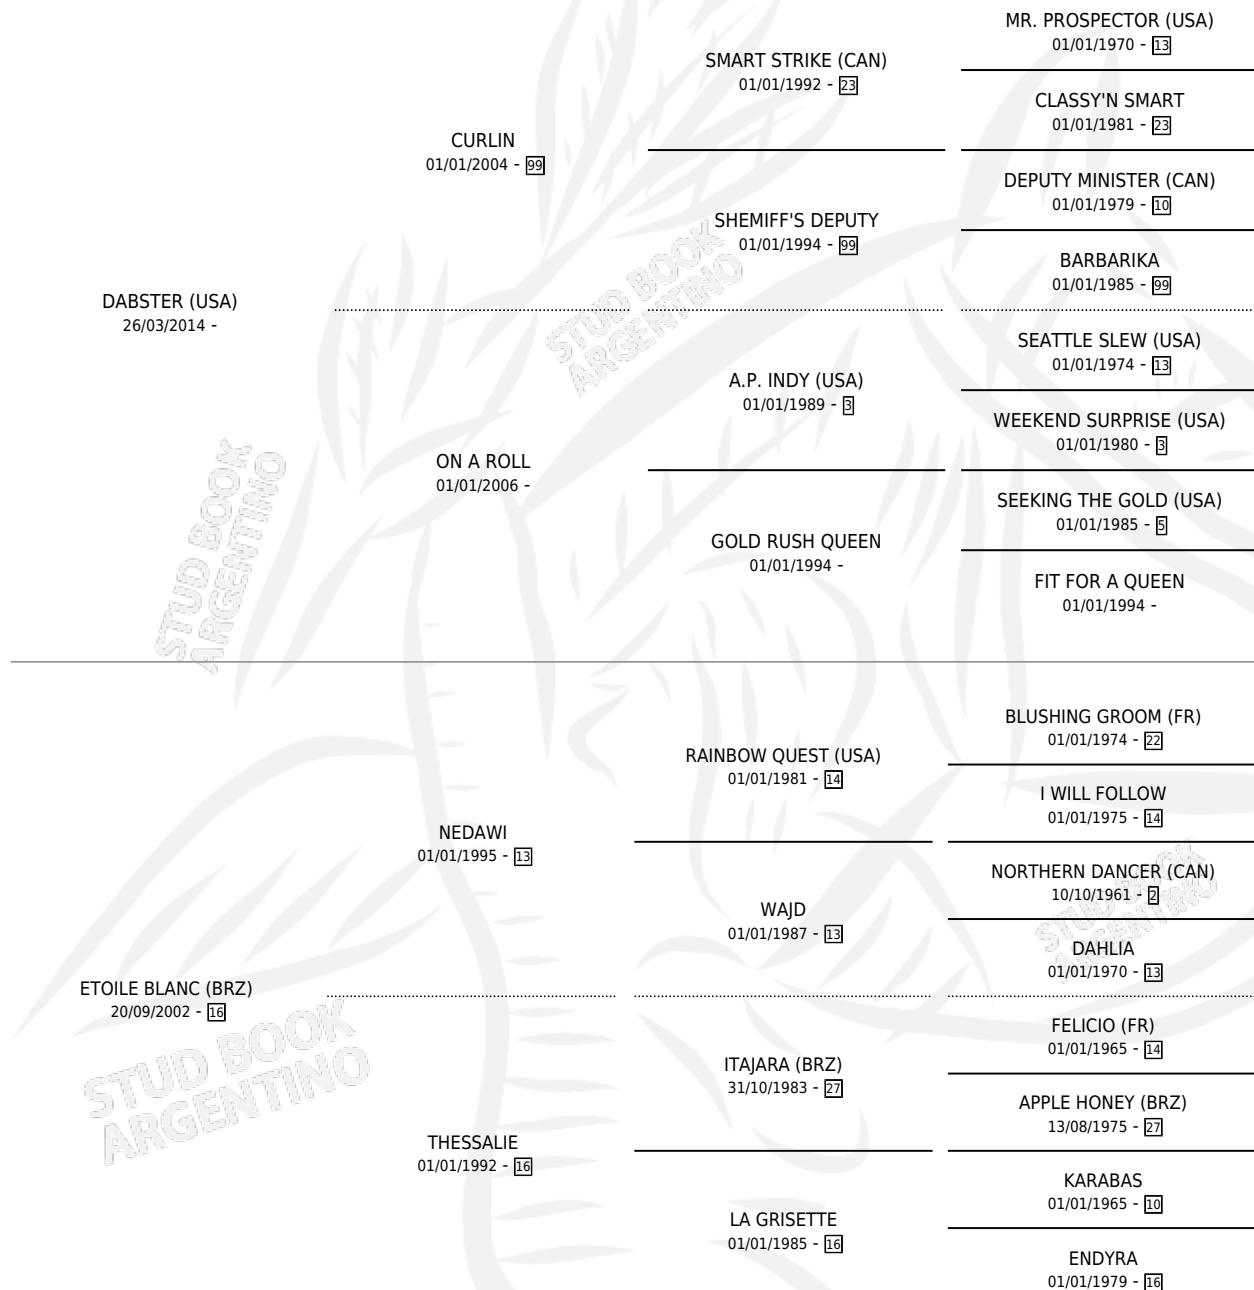 MR. PROSPECTOR (USA)
01/01/1970 - 13
SMART STRIKE (CAN)
01/01/1992 - 23
CLASSY'N SMART
01/01/1981 - 23
CURLIN
01/01/2004 - 99
DEPUTY MINISTER (CAN)
01/01/1979 - 10
SHEMIFF'S DEPUTY
01/01/1994 - 99
BARBARIKA
01/01/1985 - 99
DABSTER (USA)
26/03/2014 -
STUD BOOK
ARGENTINO
SEATTLE SLEW (USA)
01/01/1974 - 13
A.P. INDY (USA)
01/01/1989 - 3
WEEKEND SURPRISE (USA)
01/01/1980 - 3
ON A ROLL
01/01/2006 -
SEEKING THE GOLD (USA)
01/01/1985 - 5
GOLD RUSH QUEEN
01/01/1994 -
FIT FOR A QUEEN
01/01/1994 -
STUD BOOK
ARGENTINO
BLUSHING GROOM (FR)
01/01/1974 - 22
RAINBOW QUEST (USA)
01/01/1981 - 14
I WILL FOLLOW
01/01/1975 - 14
NEDAWI
01/01/1995 - 13
NORTHERN DANCER (CAN)
10/10/1961 - 2
WAJD
01/01/1987 - 13
DAHLIA
01/01/1970 - 13
STUD BOOK
ARGENTINO
ETOILE BLANC (BRZ)
20/09/2002 - 16
STUD BOOK
ARGENTINO
FELICIO (FR)
01/01/1965 - 14
ITAJARA (BRZ)
31/10/1983 - 27
APPLE HONEY (BRZ)
13/08/1975 - 27
THESSALIE
01/01/1992 - 16
KARABAS
01/01/1965 - 10
LA GRISETTE
01/01/1985 - 16
ENDYRA
01/01/1979 - 16